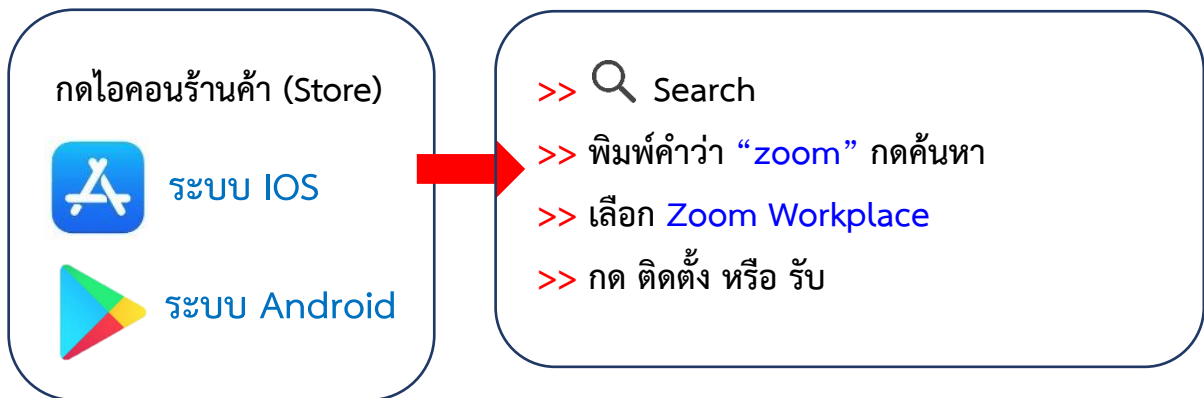 กดไอคอนร้านค้า (Store)
ระบบ IOS
ระบบ Android
>> Search
>> พิมพ์คำว่า “zoom” กดค้นหา
>> เลือก Zoom Workplace
>> กด ติดตั้ง หรือ รับ